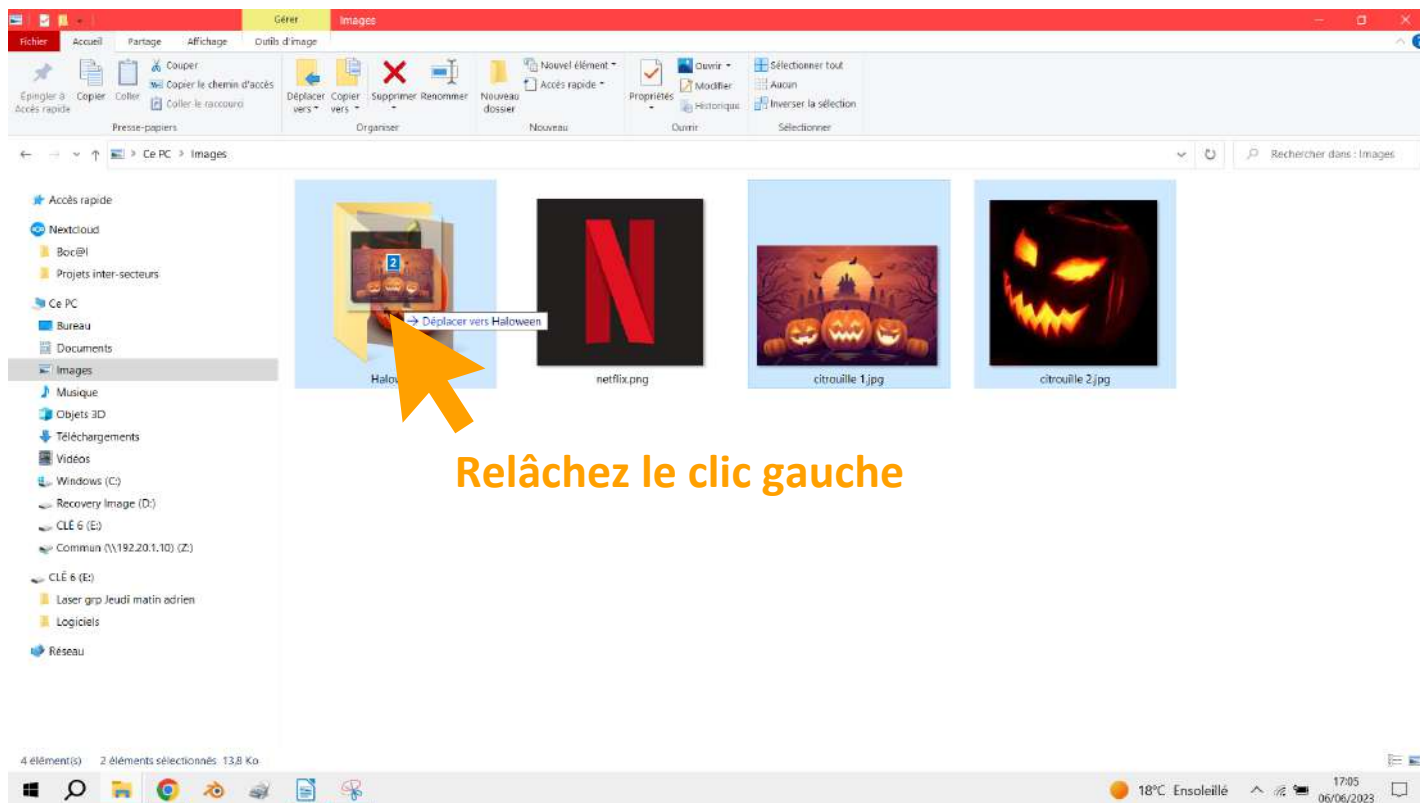 Gérer
Images
Fichier
Accueil
Partage
Affichage
Outils d'image
Épingler à
Accès rapide
Copier
Coller
Couper
Copier le chemin d'accès
Coller le raccourci
Presse-papiers
Déplacer
vers
Copier
vers
Supprimer
Renommer
Organiser
Nouveau
dossier
Nouvel élément
Accès rapide
Nouveau
Propriétés
Ouvrir
Modifier
Historique
Ouvrir
Sélectionner tout
Aucun
Inverser la sélection
Sélectionner
Ce PC > Images
Rechercher dans : Images
Accès rapide
Nextcloud
Boc@l
Projets inter-secteurs
Ce PC
Bureau
Documents
Images
Musique
Objets 3D
Téléchargements
Vidéos
Windows (C:)
Recovery Image (D:)
CLÉ 6 (E:)
Commun (\\192.20.1.10) (Z:)
CLÉ 6 (E:)
Laser grp Jeudi matin adrien
Logiciels
Réseau
2
→ Déplacer vers Haloween
N
netflix.png
citrouille 1.jpg
citrouille 2.jpg
Relâchez le clic gauche
4 élément(s)
2 éléments sélectionnés 13,8 Ko
18°C Ensoleillé
17:05
06/06/2023